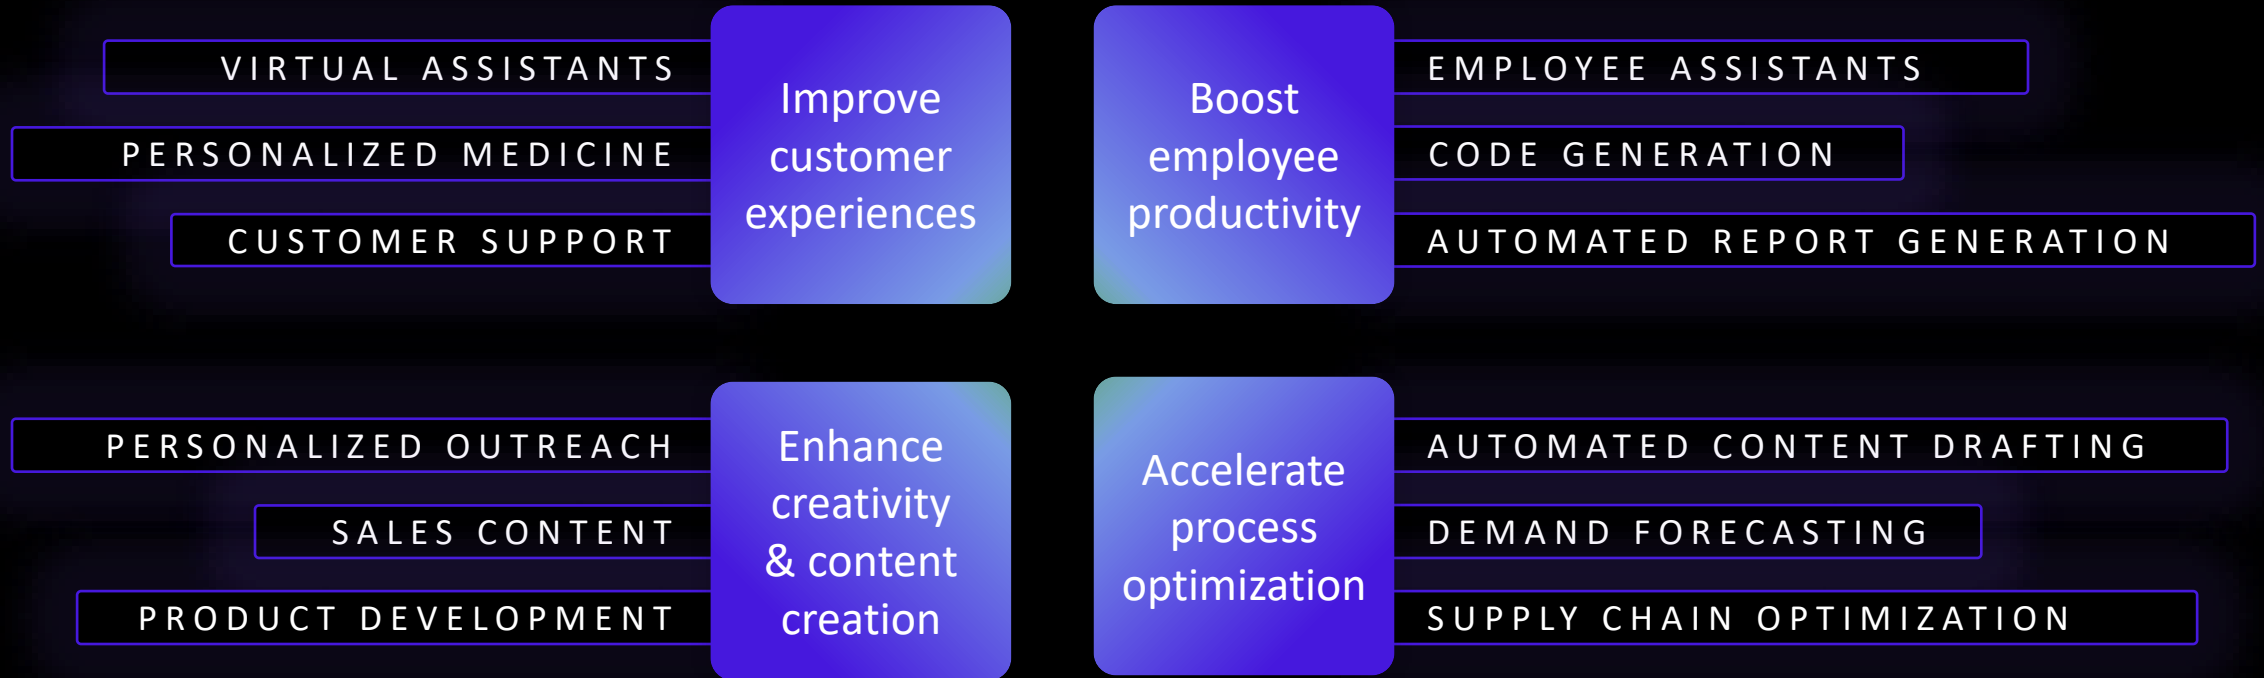 VIRTUAL ASSISTANTS
PERSONALIZED MEDICINE
CUSTOMER SUPPORT
Improve
customer
experiences
Boost
employee
productivity
EMPLOYEE ASSISTANTS
CODE GENERATION
AUTOMATED REPORT GENERATION
PERSONALIZED OUTREACH
SALES CONTENT
PRODUCT DEVELOPMENT
Enhance
creativity
& content
creation
Accelerate
process
optimization
AUTOMATED CONTENT DRAFTING
DEMAND FORECASTING
SUPPLY CHAIN OPTIMIZATION